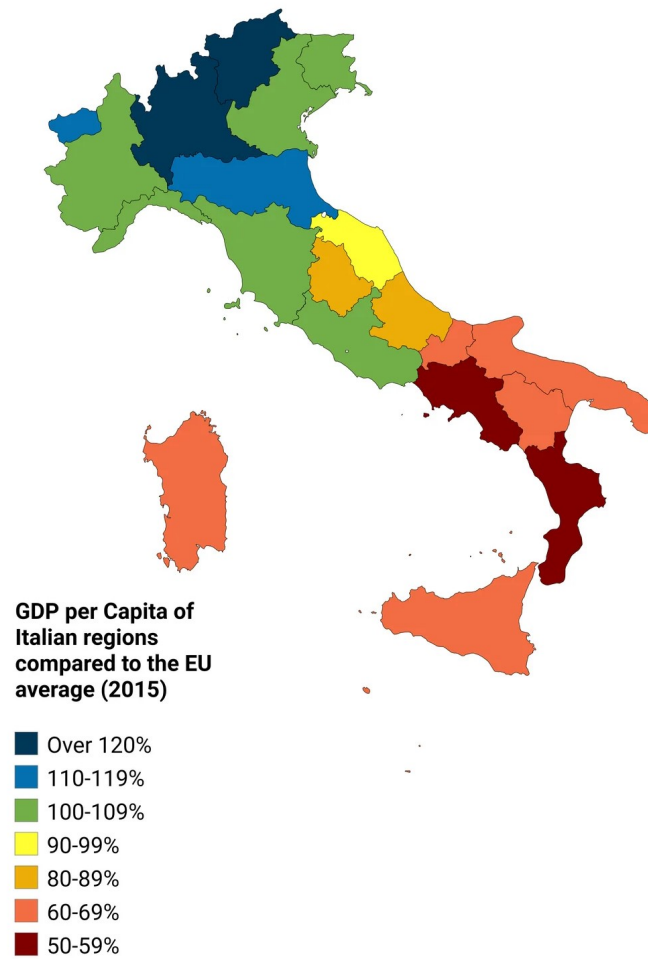 GDP per Capita of
Italian regions
compared to the EU
average (2015)
Over 120%
110-119%
100-109%
90-99%
80-89%
60-69%
50-59%